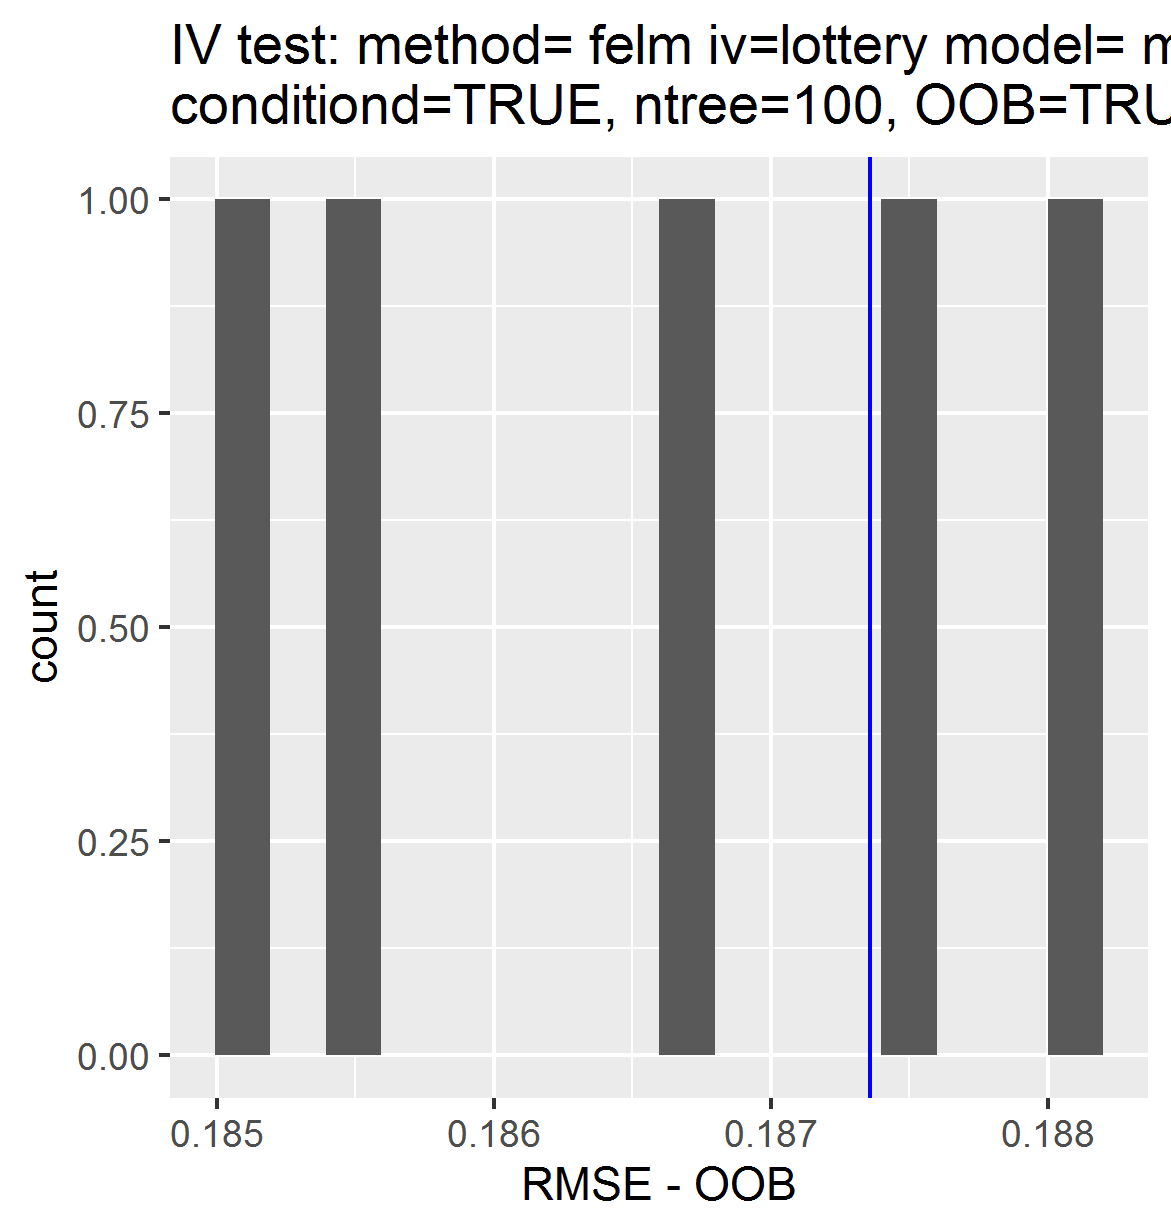 IV test: method= felm iv=lottery model= m
conditiond=TRUE, ntree=100, OOB=TRU
1.00
0.75
0.50
0.25
0.00
count
0.185 0.186 0.187 0.188
RMSE - OOB